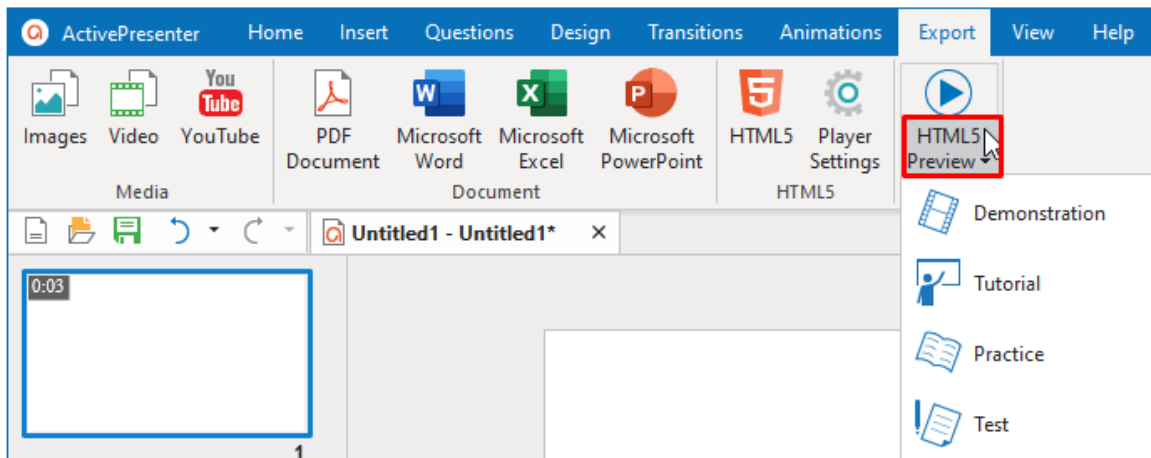 ActivePresenter Home Insert Questions Design Transitions Animations Export View Help
You
Tube
W X P 5
Images Video YouTube PDF Microsoft Microsoft Microsoft HTML5 Player HTML5
Document Word Excel PowerPoint Settings Preview
Media Document HTML5
Untitled1 - Untitled1*
0:03
1
Demonstration
Tutorial
Practice
Test